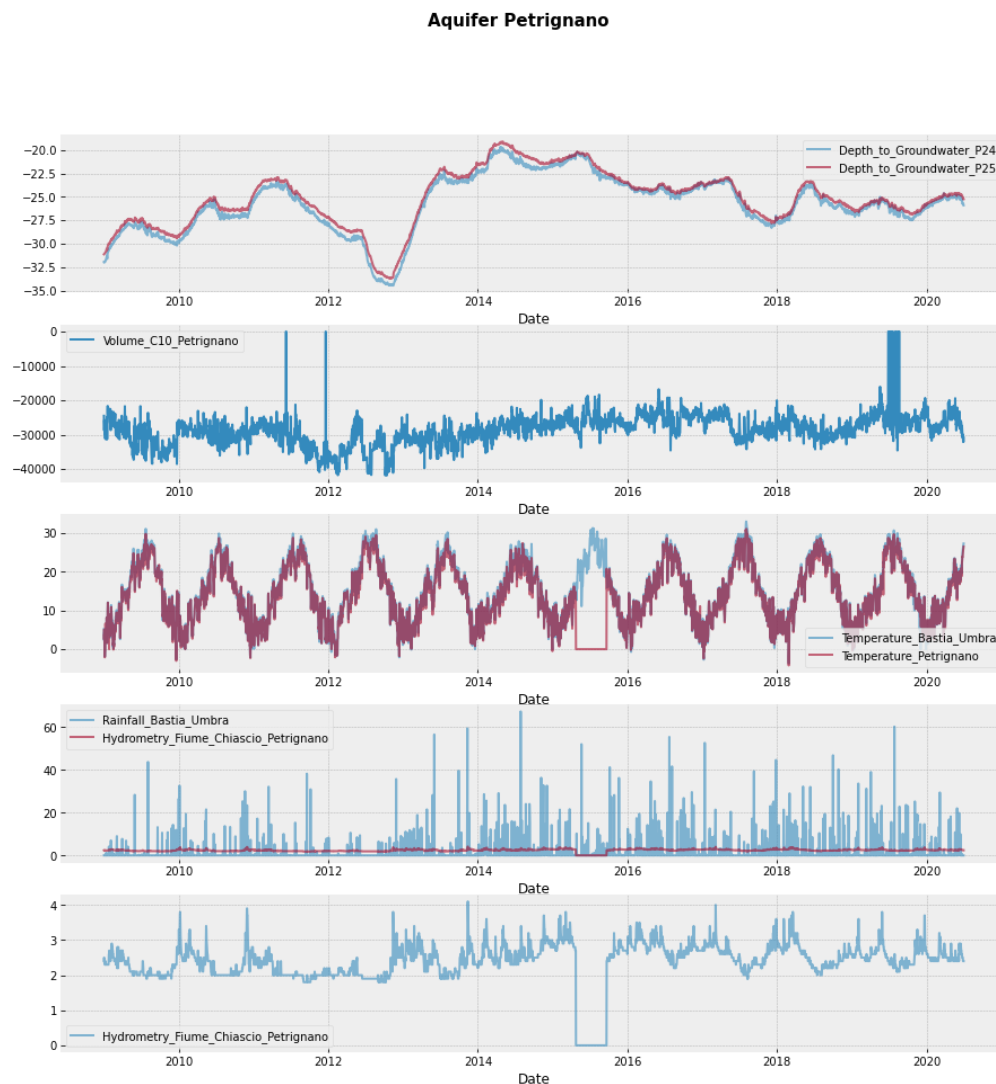 Aquifer Petrignano
−20.0
−22.5
−25.0
−27.5
−30.0
−32.5
−35.0
Depth_to_Groundwater_P24
Depth_to_Groundwater_P25
2010 2012 2014 2016 2018 2020
Date
0
−10000
−20000
−30000
−40000
Volume_C10_Petrignano
2010 2012 2014 2016 2018 2020
Date
30
20
10
0
Temperature_Bastia_Umbra
Temperature_Petrignano
2010 2012 2014 2016 2018 2020
Date
60
40
20
0
Rainfall_Bastia_Umbra
Hydrometry_Fiume_Chiascio_Petrignano
2010 2012 2014 2016 2018 2020
Date
4
3
2
1
0
Hydrometry_Fiume_Chiascio_Petrignano
2010 2012 2014 2016 2018 2020
Date